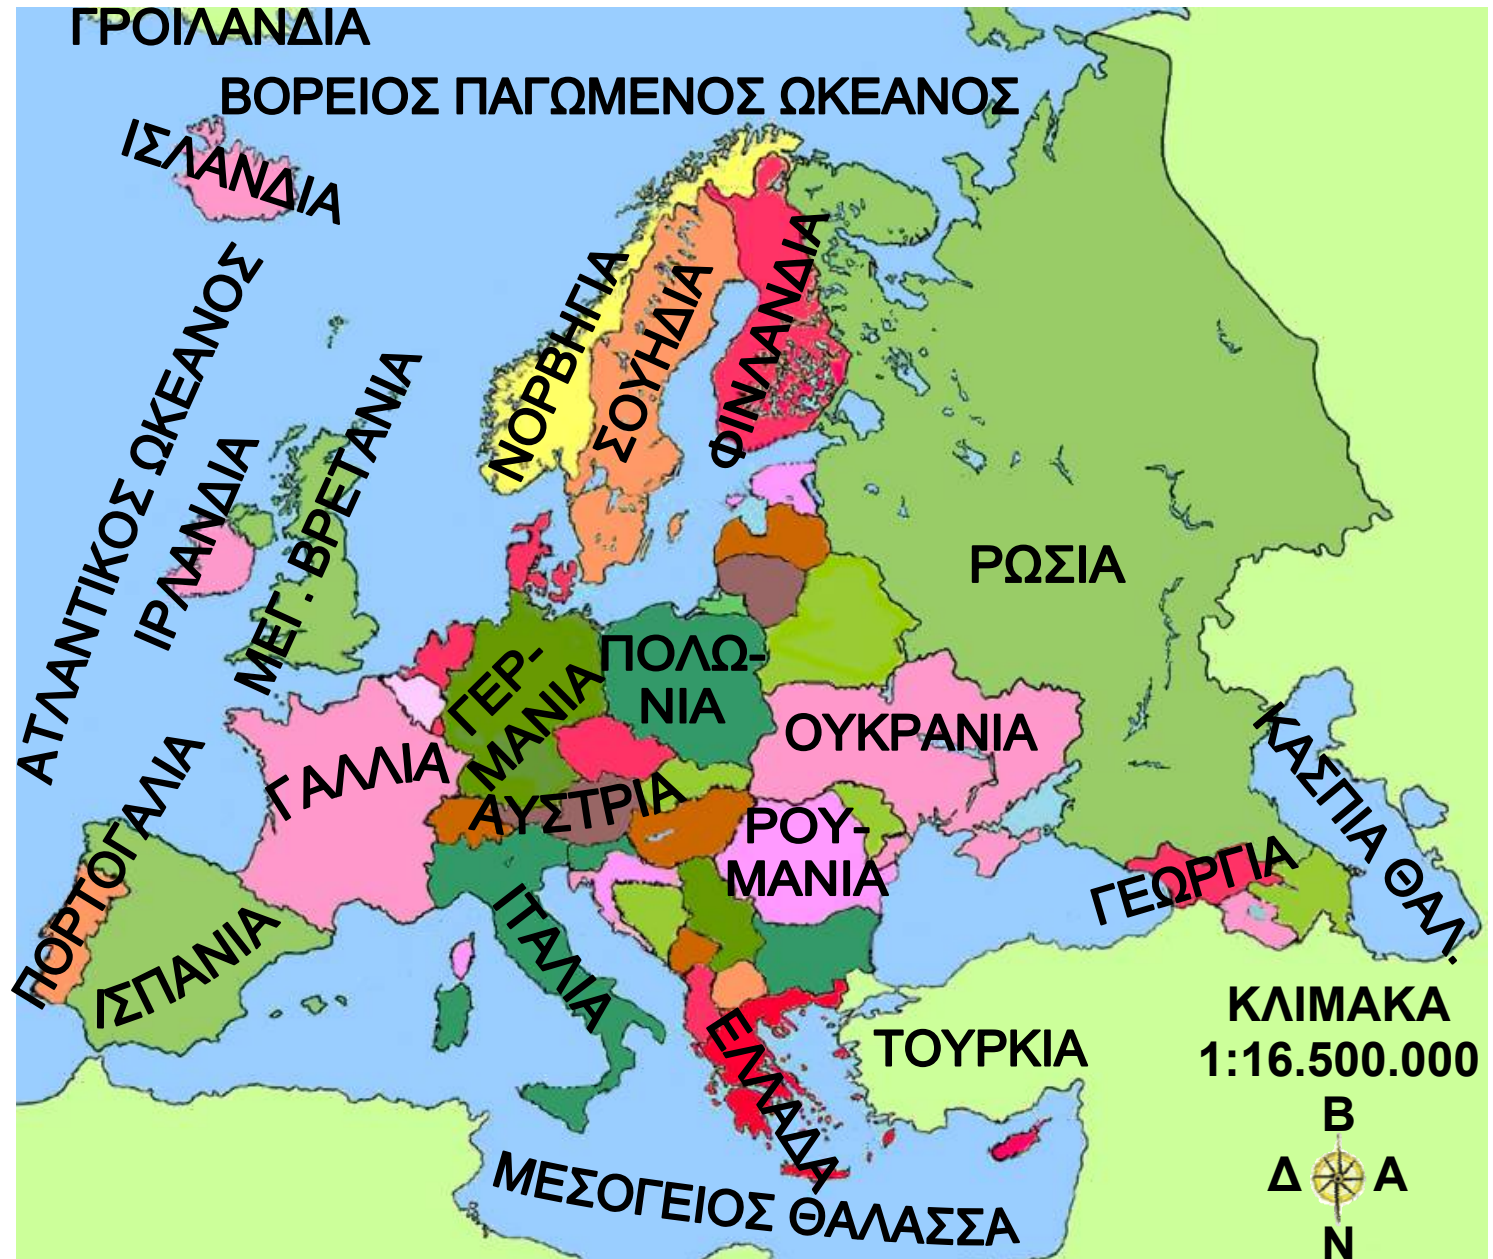 ΓΡΟΙΛΑΝΔΙΑ
ΒΟΡΕΙΟΣ ΠΑΓΩΜΕΝΟΣ ΩΚΕΑΝΟΣ
ΙΣΛΑΝΔΙΑ
ΑΤΛΑΝΤΙΚΟΣ ΩΚΕΑΝΟΣ
ΝΟΡΒΗΓΙΑ
ΣΟΥΗΔΙΑ
ΦΙΝΛΑΝΔΙΑ
ΙΡΛΑΝΔΙΑ
ΜΕΓ. ΒΡΕΤΑΝΙΑ
ΡΩΣΙΑ
ΓΕΡ-
ΜΑΝΙΑ
ΠΟΛΩ-
ΝΙΑ
ΟΥΚΡΑΝΙΑ
ΓΑΛΛΙΑ
ΑΥΣΤΡΙΑ
ΡΟΥ-
ΜΑΝΙΑ
ΚΑΣΠΙΑ ΘΑΛ.
ΓΕΩΡΓΙΑ
ΠΟΡΤΟΓΑΛΙΑ
ΙΣΠΑΝΙΑ
ΙΤΑΛΙΑ
ΕΛΛΑΔΑ
ΤΟΥΡΚΙΑ
ΚΛΙΜΑΚΑ
1:16.500.000
Β
Δ Α
Ν
ΜΕΣΟΓΕΙΟΣ ΘΑΛΑΣΣΑ